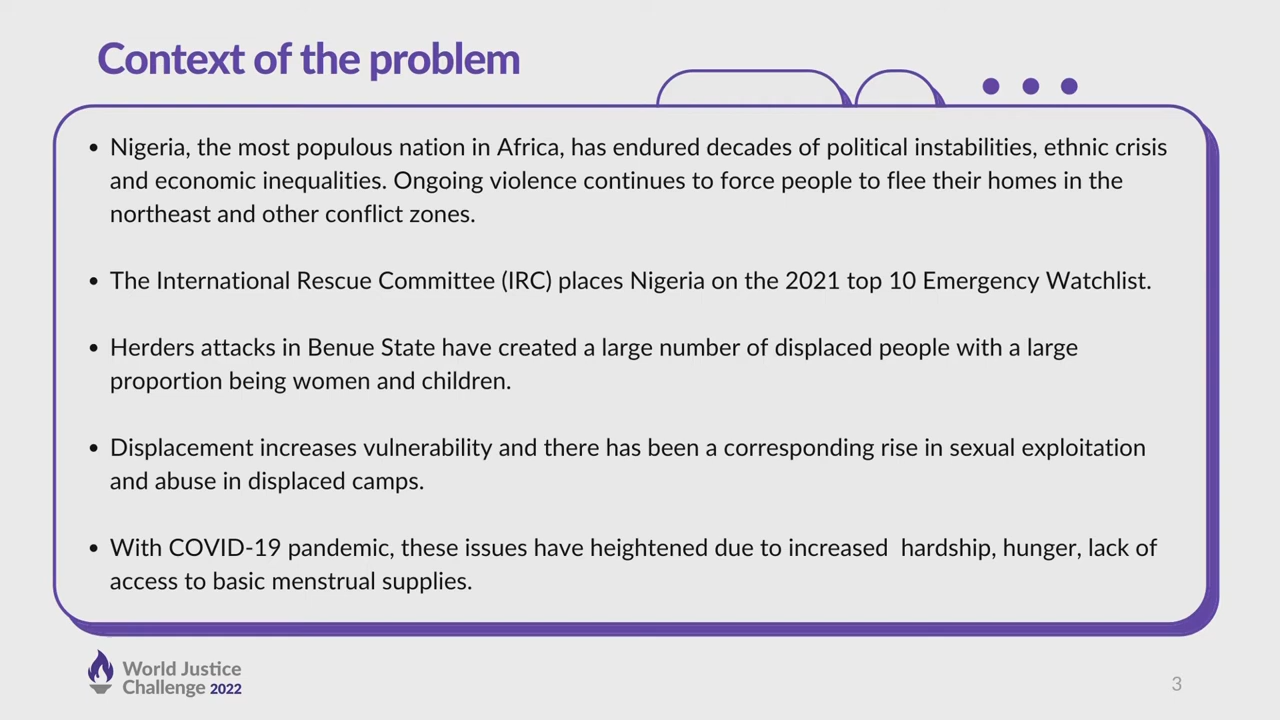 Context of the problem
• Nigeria, the most populous nation in Africa, has endured decades of political instabilities, ethnic crisis
and economic inequalities. Ongoing violence continues to force people to flee their homes in the
northeast and other conflict zones.
• The International Rescue Committee (IRC) places Nigeria on the 2021 top 10 Emergency Watchlist.
• Herders attacks in Benue State have created a large number of displaced people with a large
proportion being women and children.
• Displacement increases vulnerability and there has been a corresponding rise in sexual exploitation
and abuse in displaced camps.
• With COVID-19 pandemic, these issues have heightened due to increased  hardship, hunger, lack of
access to basic menstrual supplies.
World Justice
Challenge 2022
3